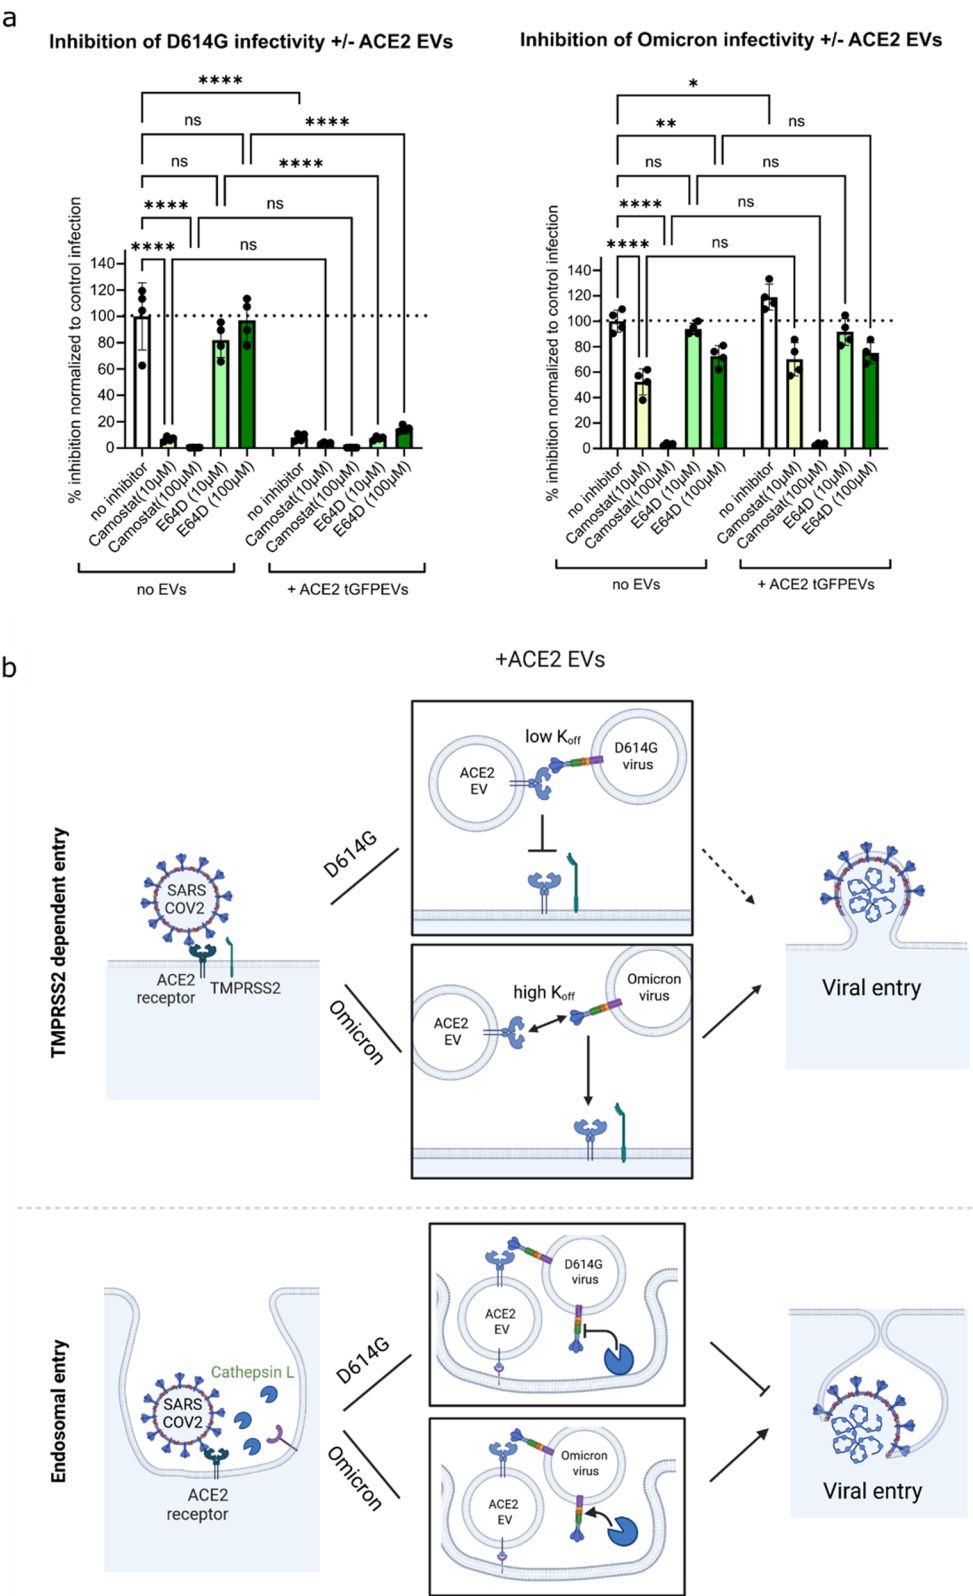 a
Inhibition of D614G infectivity +/- ACE2 EVs
****
ns
****
ns
****
****
ns
****
ns
% inhibition normalized to control infection
140
120
100
80
60
40
20
0
no inhibitor
Camostat(10µM)
Camostat(100µM)
E64D (10µM)
E64D (100µM)
no inhibitor
Camostat(10µM)
Camostat(100µM)
E64D (10µM)
E64D (100µM)
no EVs
+ ACE2 tGFPEVs
Inhibition of Omicron infectivity +/- ACE2 EVs
*
**
ns
ns
ns
****
ns
****
ns
% inhibition normalized to control infection
140
120
100
80
60
40
20
0
no inhibitor
Camostat(10µM)
Camostat(100µM)
E64D (10µM)
E64D (100µM)
no inhibitor
Camostat(10µM)
Camostat(100µM)
E64D (10µM)
E64D (100µM)
no EVs
+ ACE2 tGFPEVs
b
+ACE2 EVs
TMPRSS2 dependent entry
SARS
COV2
ACE2
receptor
TMPRSS2
D614G
Omicron
low Koff
ACE2
EV
D614G
virus
high Koff
ACE2
EV
Omicron
virus
Viral entry
Endosomal entry
Cathepsin L
SARS
COV2
ACE2
receptor
D614G
Omicron
D614G
virus
ACE2
EV
Omicron
virus
ACE2
EV
Viral entry